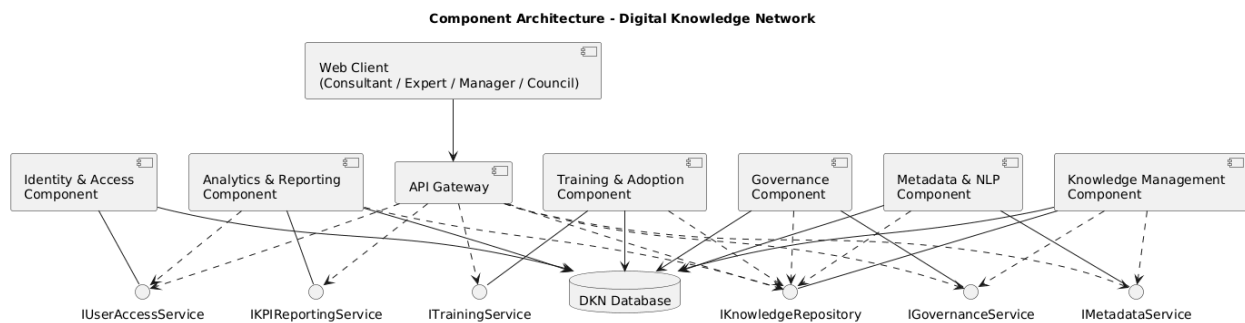 Component Architecture - Digital Knowledge Network
Web Client
(Consultant / Expert / Manager / Council)
Identity & Access
Component
Analytics & Reporting
Component
API Gateway
Training & Adoption
Component
Governance
Component
Metadata & NLP
Component
Knowledge Management
Component
DKN Database
IUserAccessService
IKPIReportingService
ITrainingService
IKnowledgeRepository
IGovernanceService
IMetadataService